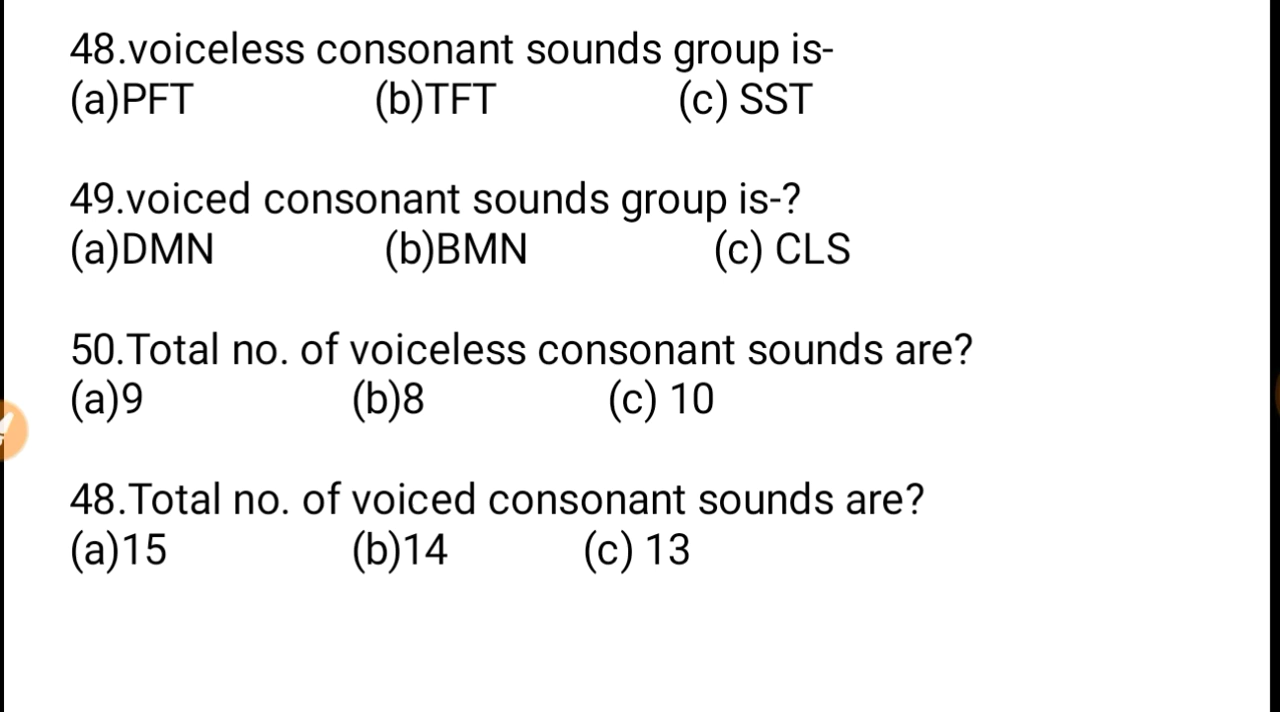 48.voiceless consonant sounds group is-
(a)PFT (b)TFT (c) SST
49.voiced consonant sounds group is-?
(a)DMN (b)BMN (c) CLS
50.Total no. of voiceless consonant sounds are?
(a)9 (b)8 (c) 10
48.Total no. of voiced consonant sounds are?
(a)15 (b)14 (c) 13